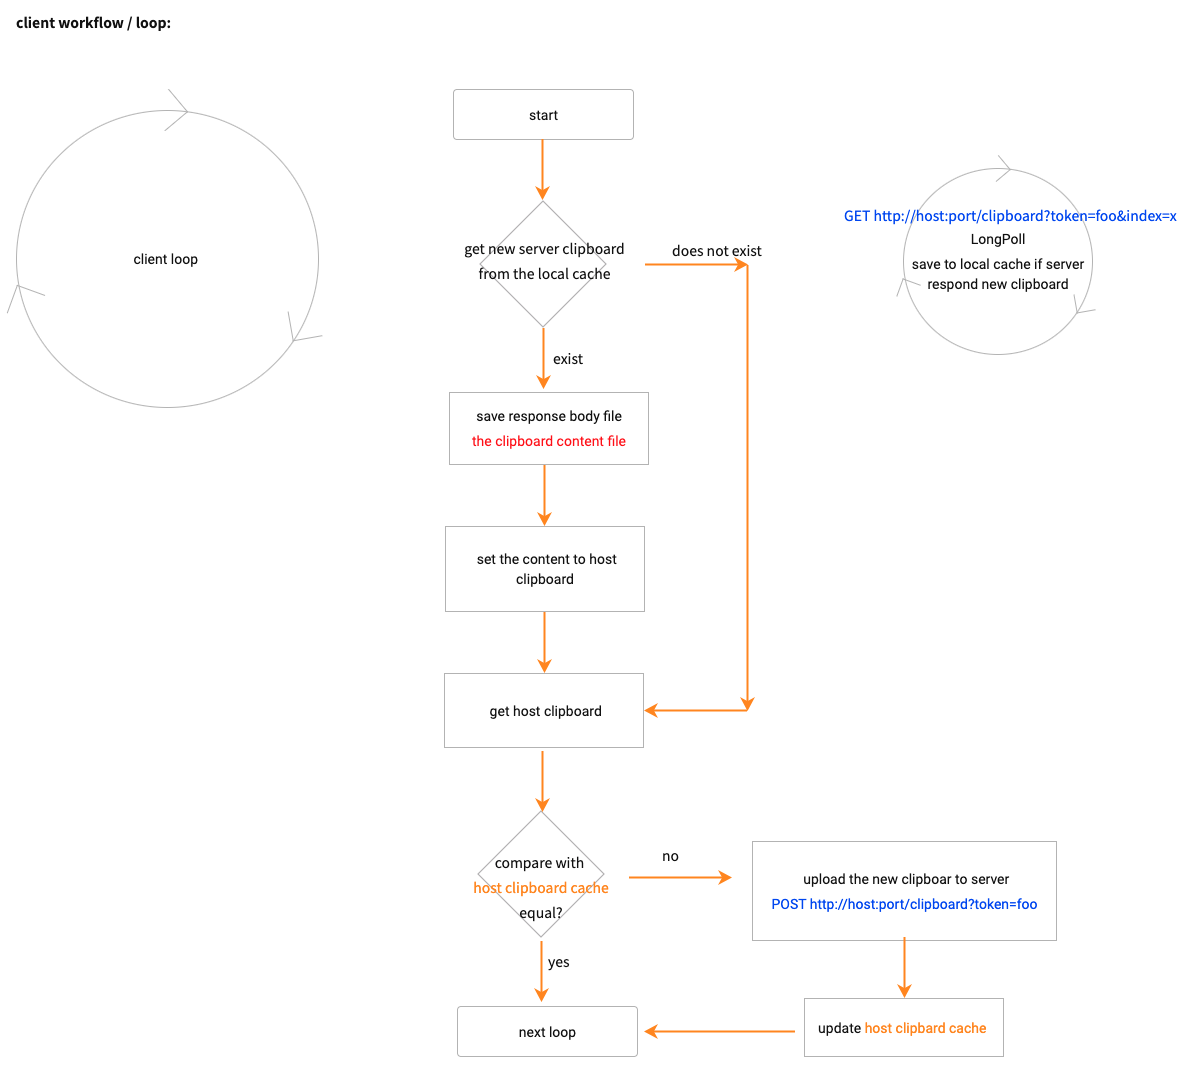 client workflow / loop:
start
client loop
get new server clipboard
from the local cache
does not exist
GET http://host:port/clipboard?token=foo&index=x
LongPoll
save to local cache if server
respond new clipboard
exist
save response body file
the clipboard content file
set the content to host
clipboard
get host clipboard
compare with
host clipboard cache
equal?
no
upload the new clipboar to server
POST http://host:port/clipboard?token=foo
yes
next loop
update host clipbard cache